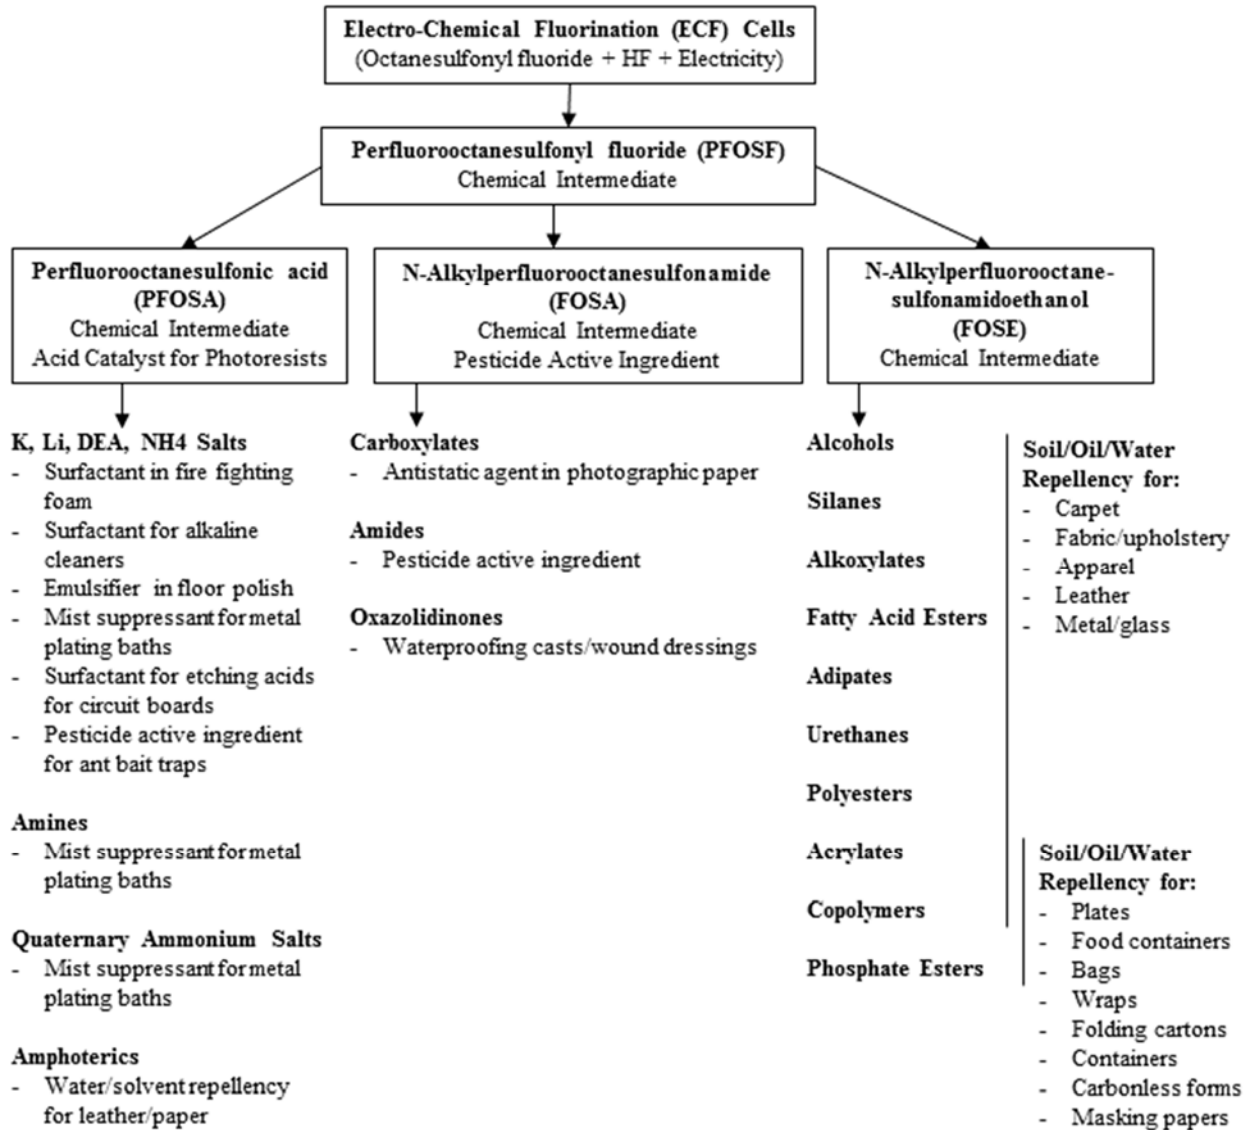 Electro-Chemical Fluorination (ECF) Cells
(Octanesulfonyl fluoride + HF + Electricity)
Perfluorooctanesulfonyl fluoride (PFOSF)
Chemical Intermediate
Perfluorooctanesulfonic acid
(PFOSA)
Chemical Intermediate
Acid Catalyst for Photoresists
N-Alkylperfluorooctanesulfonamide
(FOSA)
Chemical Intermediate
Pesticide Active Ingredient
N-Alkylperfluorooctane-
sulfonamidoethanol
(FOSE)
Chemical Intermediate
K, Li, DEA, NH4 Salts
- Surfactant in fire fighting
foam
- Surfactant for alkaline
cleaners
- Emulsifier in floor polish
- Mist suppressant for metal
plating baths
- Surfactant for etching acids
for circuit boards
- Pesticide active ingredient
for ant bait traps
Amines
- Mist suppressant for metal
plating baths
Quaternary Ammonium Salts
- Mist suppressant for metal
plating baths
Amphoterics
- Water/solvent repellency
for leather/paper
Carboxylates
- Antistatic agent in photographic paper
Amides
- Pesticide active ingredient
Oxazolidinones
- Waterproofing casts/wound dressings
Alcohols
Silanes
Alkoxylates
Fatty Acid Esters
Adipates
Urethanes
Polyesters
Acrylates
Copolymers
Phosphate Esters
Soil/Oil/Water
Repellency for:
- Carpet
- Fabric/upholstery
- Apparel
- Leather
- Metal/glass
Soil/Oil/Water
Repellency for:
- Plates
- Food containers
- Bags
- Wraps
- Folding cartons
- Containers
- Carbonless forms
- Masking papers